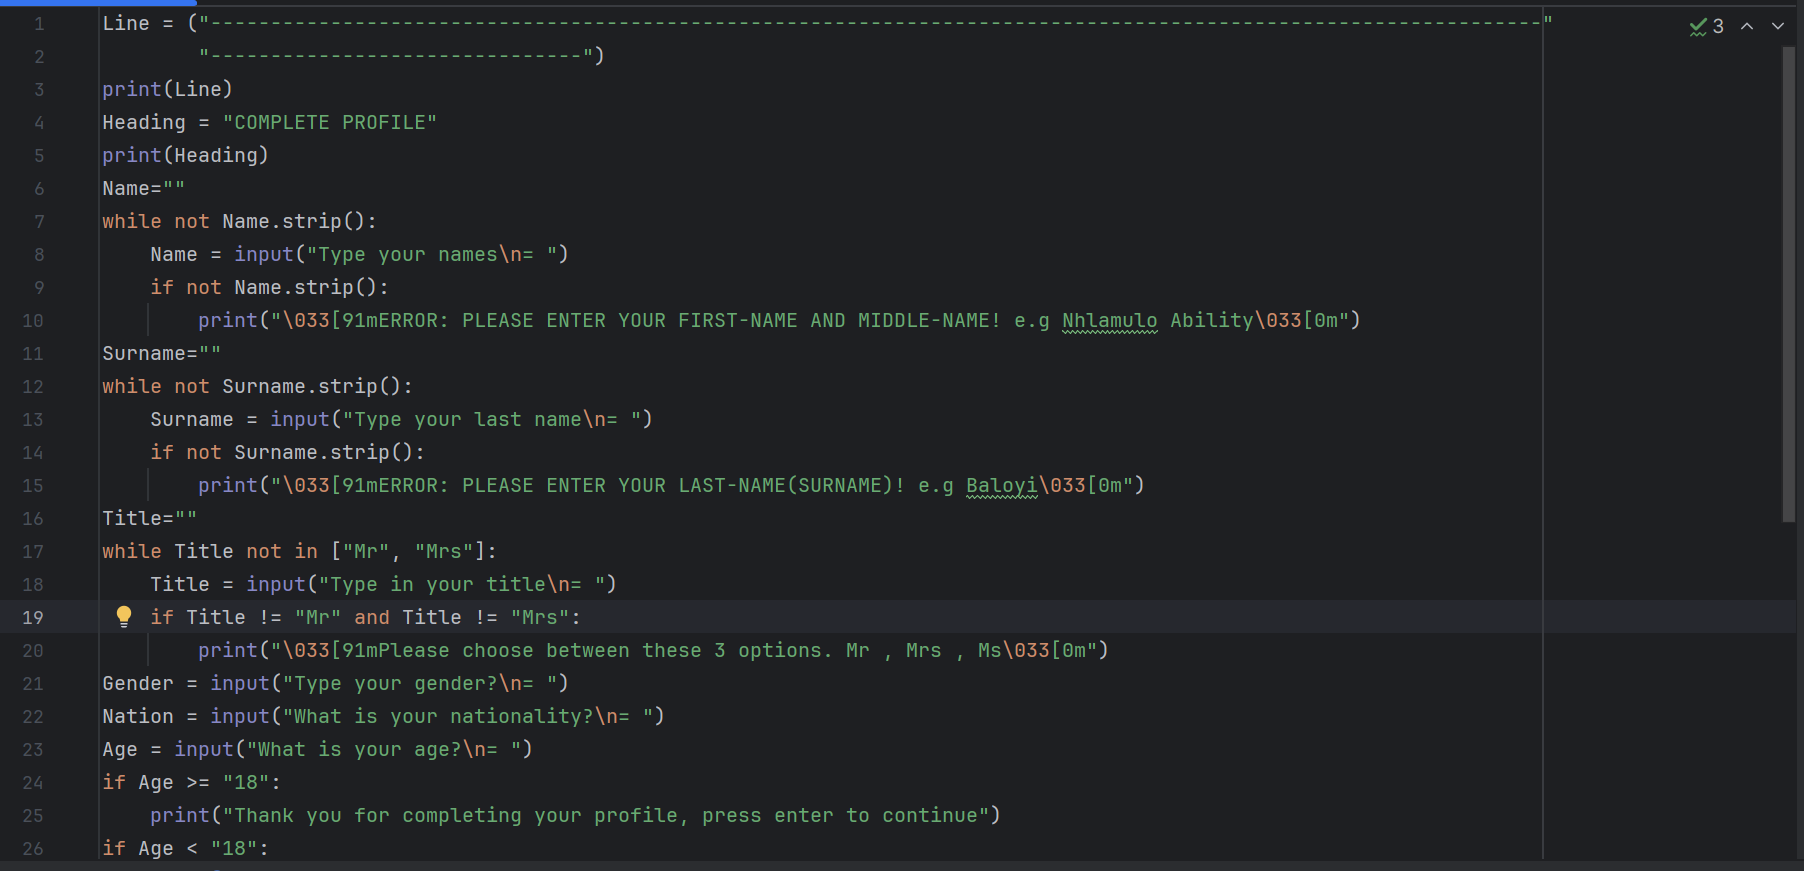 1 Line = ("---------------------------------------------------------------------------------------------------------------"
2 "-------------------------------")
3 print(Line)
4 Heading = "COMPLETE PROFILE"
5 print(Heading)
6 Name=""
7 while not Name.strip():
8 Name = input("Type your names\n= ")
9 if not Name.strip():
10 print("\033[91mERROR: PLEASE ENTER YOUR FIRST-NAME AND MIDDLE-NAME! e.g Nhlamulo Ability\033[0m")
11 Surname=""
12 while not Surname.strip():
13 Surname = input("Type your last name\n= ")
14 if not Surname.strip():
15 print("\033[91mERROR: PLEASE ENTER YOUR LAST-NAME(SURNAME)! e.g Baloyi\033[0m")
16 Title=""
17 while Title not in ["Mr", "Mrs"]:
18 Title = input("Type in your title\n= ")
19 if Title != "Mr" and Title != "Mrs":
20 print("\033[91mPlease choose between these 3 options. Mr , Mrs , Ms\033[0m")
21 Gender = input("Type your gender?\n= ")
22 Nation = input("What is your nationality?\n= ")
23 Age = input("What is your age?\n= ")
24 if Age >= "18":
25 print("Thank you for completing your profile, press enter to continue")
26 if Age < "18":
3